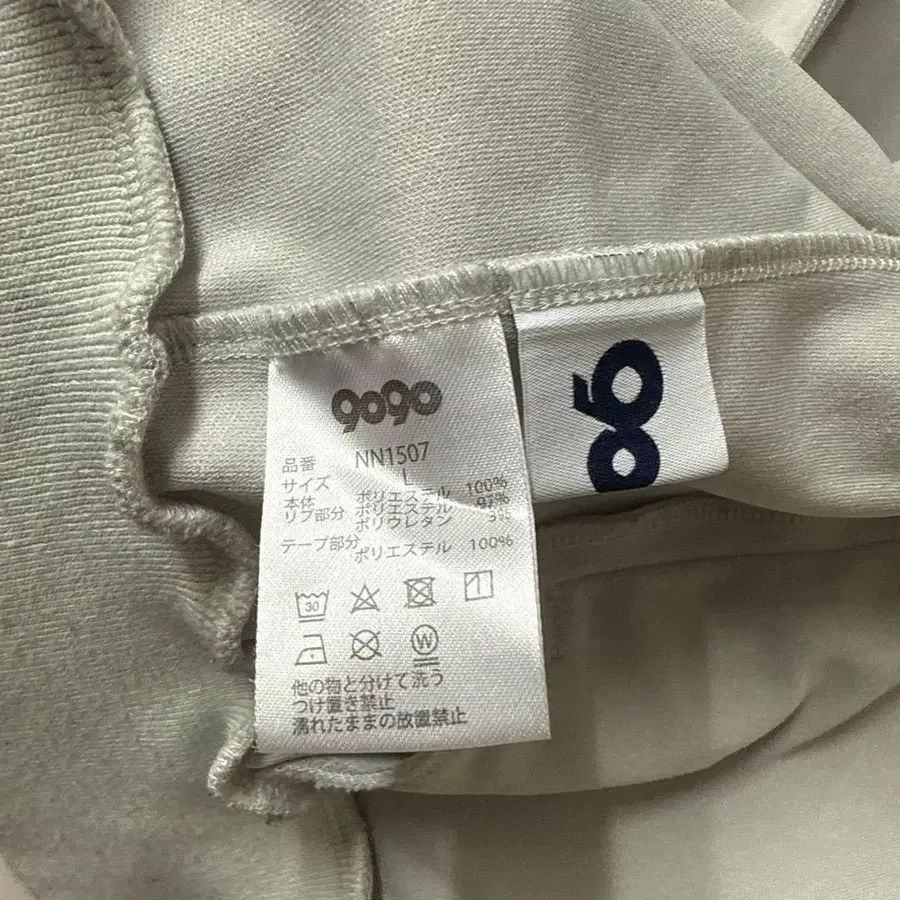 9090
品番 NN1507
サイズ L
本体 ポリエステル 100%
リブ部分 ポリエステル 97%
ポリウレタン 3%
テープ部分 ポリエステル 100%
30
W
他の物と分けて洗う
つけ置き禁止
濡れたままの放置禁止